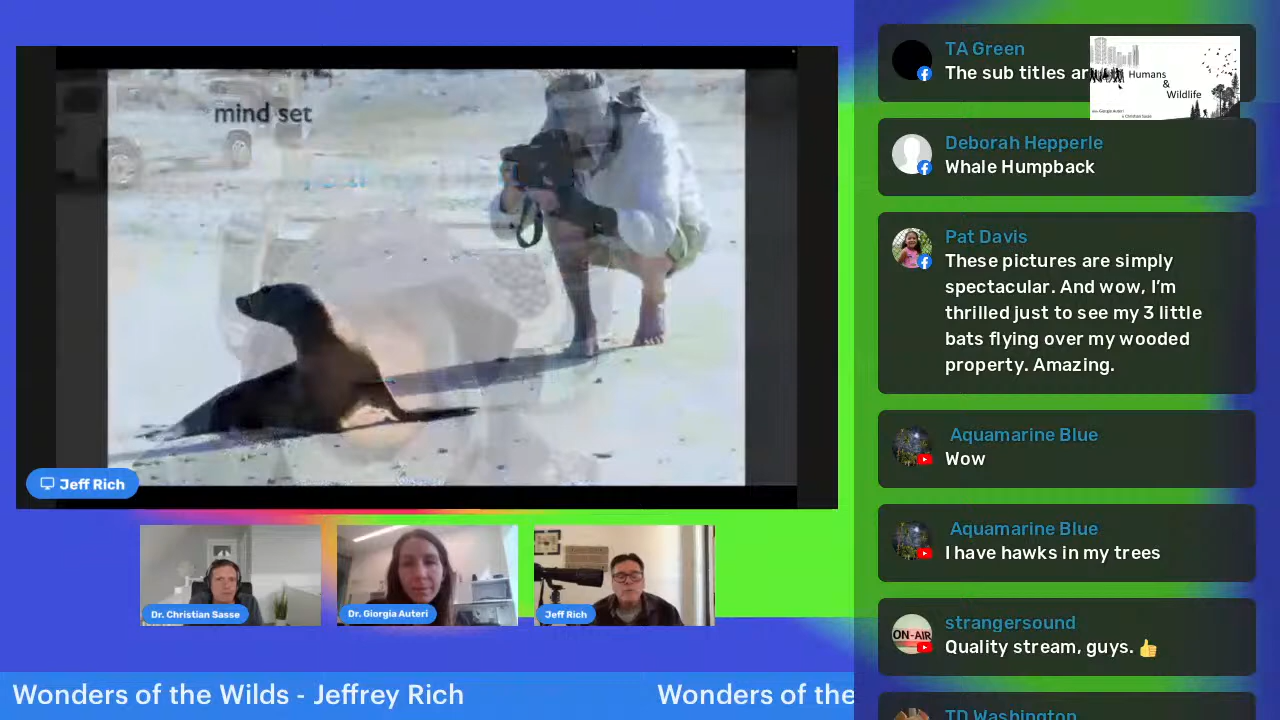 mind set
Jeff Rich
Dr. Christian Sasse
Dr. Giorgia Auteri
Jeff Rich
Wonders of the Wilds - Jeffrey Rich
Wonders of the
TA Green
The sub titles
Humans
&
Wildlife
Deborah Hepperle
Whale Humpback
Pat Davis
These pictures are simply
spectacular. And wow, I'm
thrilled just to see my 3 little
bats flying over my wooded
property. Amazing.
Aquamarine Blue
Wow
Aquamarine Blue
I have hawks in my trees
ON-AIR
strangersound
Quality stream, guys. 👍
TD Washington